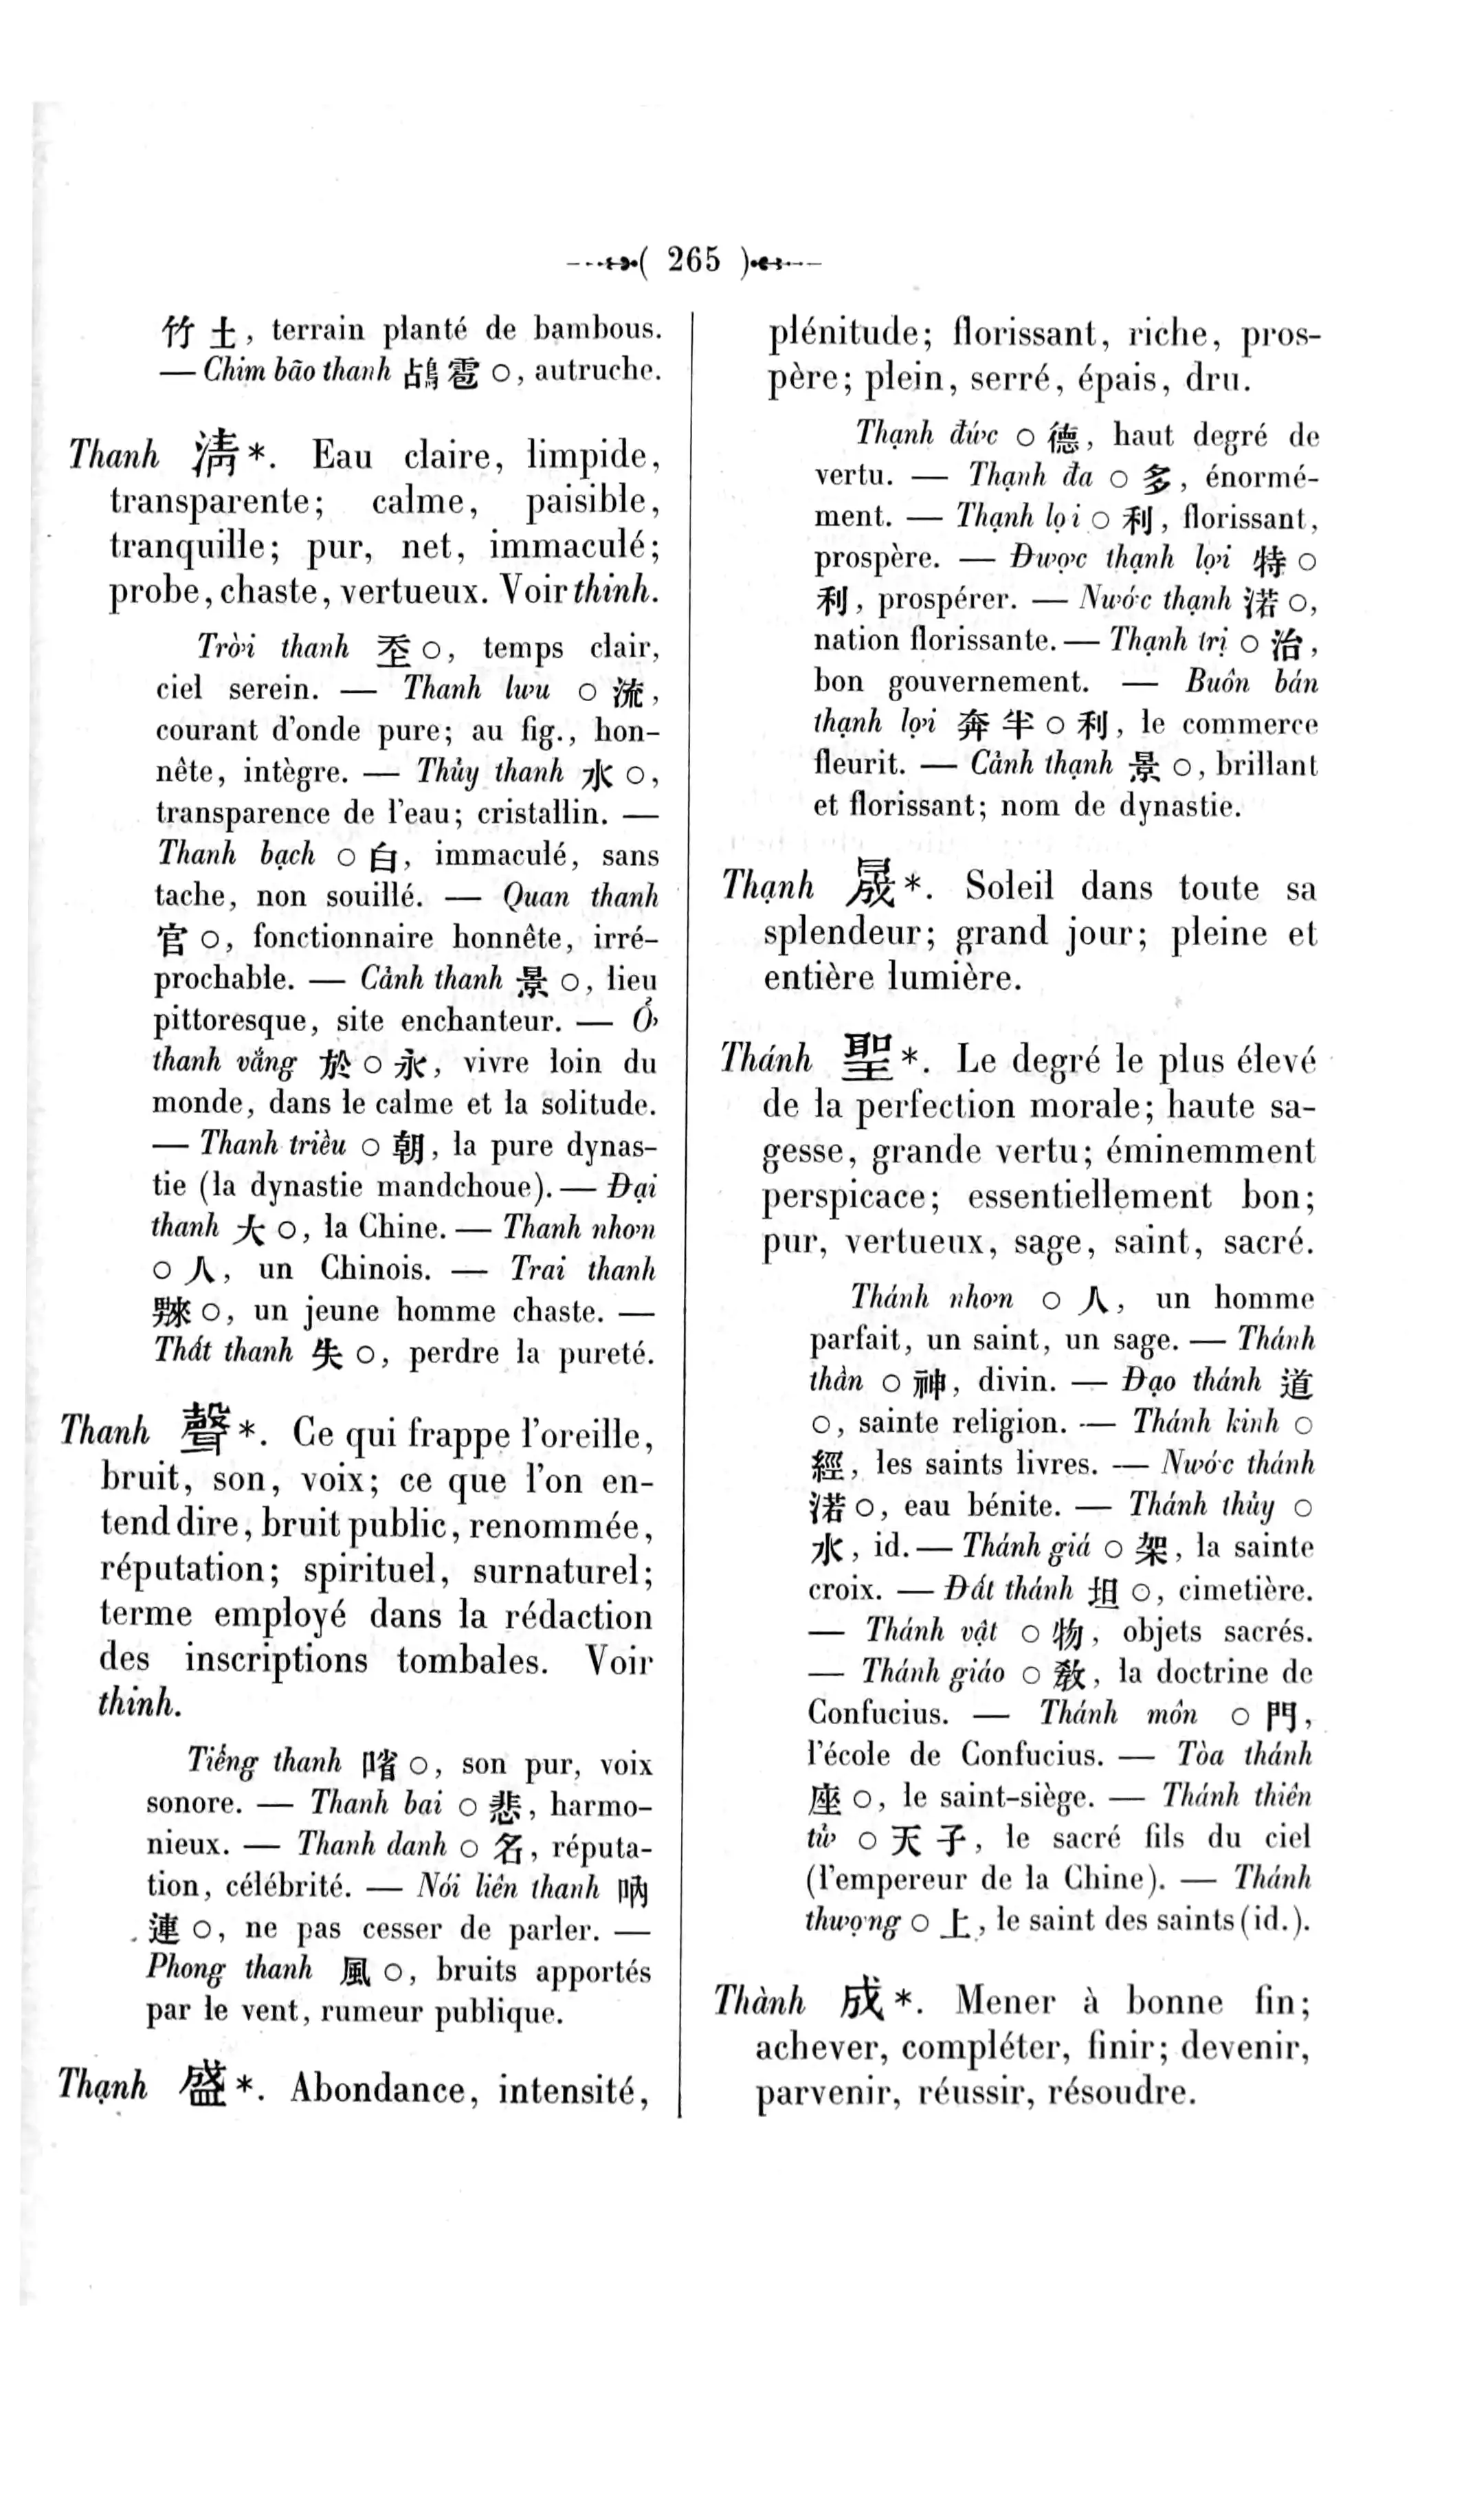 ( 265 )
竹 土, terrain planté de bambous.
— Chim bão thanh 鴣 雹 ○, autruche.
Thanh 淸 *. Eau claire, limpide,
transparente; calme, paisible,
tranquille; pur, net, immaculé;
probe, chaste, vertueux. Voir thinh.
Trời thanh 𡗶 ○, temps clair,
ciel serein. — Thanh lưu ○ 流,
courant d'onde pure; au fig., hon-
nête, intègre. — Thủy thanh 水 ○,
transparence de l'eau; cristallin. —
Thanh bạch ○ 白, immaculé, sans
tache, non souillé. — Quan thanh
官 ○, fonctionnaire honnête, irré-
prochable. — Cảnh thanh 景 ○, lieu
pittoresque, site enchanteur. — Ở
thanh vắng 於 ○ 永, vivre loin du
monde, dans le calme et la solitude.
— Thanh triều ○ 朝, la pure dynas-
tie (la dynastie mandchoue). — Đại
thanh 大 ○, la Chine. — Thanh nhơn
○ 人, un Chinois. — Trai thanh
○, un jeune homme chaste. —
Thất thanh 失 ○, perdre la pureté.
Thanh 聲 *. Ce qui frappe l'oreille,
bruit, son, voix; ce que l'on en-
tend dire, bruit public, renommée,
réputation; spirituel, surnaturel;
terme employé dans la rédaction
des inscriptions tombales. Voir
thinh.
Tiếng thanh 㗂 ○, son pur, voix
sonore. — Thanh bai ○ 悲, harmo-
nieux. — Thanh danh ○ 名, réputa-
tion, célébrité. — Nói liên thanh 吶
連 ○, ne pas cesser de parler. —
Phong thanh 風 ○, bruits apportés
par le vent, rumeur publique.
Thạnh 盛 *. Abondance, intensité,
plénitude; florissant, riche, pros-
père; plein, serré, épais, dru.
Thạnh đức ○ 德, haut degré de
vertu. — Thạnh đa ○ 多, énormé-
ment. — Thạnh lợi ○ 利, florissant,
prospère. — Được thạnh lợi 特 ○
利, prospérer. — Nước thạnh 渃 ○,
nation florissante. — Thạnh trị ○ 治,
bon gouvernement. — Buôn bán
thạnh lợi 奔 半 ○ 利, le commerce
fleurit. — Cảnh thạnh 景 ○, brillant
et florissant; nom de dynastie.
Thạnh 晟 *. Soleil dans toute sa
splendeur; grand jour; pleine et
entière lumière.
Thánh 聖 *. Le degré le plus élevé
de la perfection morale; haute sa-
gesse, grande vertu; éminemment
perspicace; essentiellement bon;
pur, vertueux, sage, saint, sacré.
Thánh nhơn ○ 人, un homme
parfait, un saint, un sage. — Thánh
thần ○ 神, divin. — Đạo thánh 道
○, sainte religion. — Thánh kinh ○
經, les saints livres. — Nước thánh
渃 ○, eau bénite. — Thánh thủy ○
水, id. — Thánh giá ○ 架, la sainte
croix. — Đất thánh 坦 ○, cimetière.
— Thánh vật ○ 物, objets sacrés.
— Thánh giáo ○ 敎, la doctrine de
Confucius. — Thánh môn ○ 門,
l'école de Confucius. — Tòa thánh
座 ○, le saint-siège. — Thánh thiên
tử ○ 天 子, le sacré fils du ciel
(l'empereur de la Chine). — Thánh
thượng ○ 上, le saint des saints (id.).
Thành 成 *. Mener à bonne fin;
achever, compléter, finir; devenir,
parvenir, réussir, résoudre.